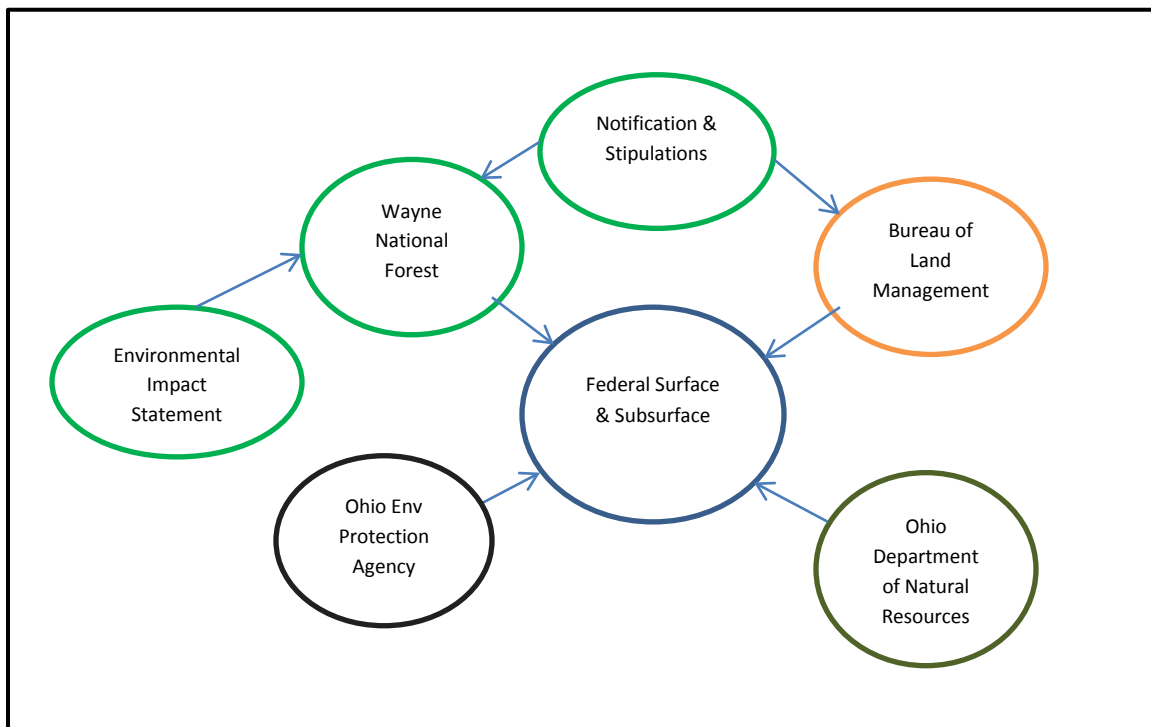 Notification &
Stipulations
Wayne
National
Forest
Bureau of
Land
Management
Environmental
Impact
Statement
Federal Surface
& Subsurface
Ohio Env
Protection
Agency
Ohio
Department
of Natural
Resources